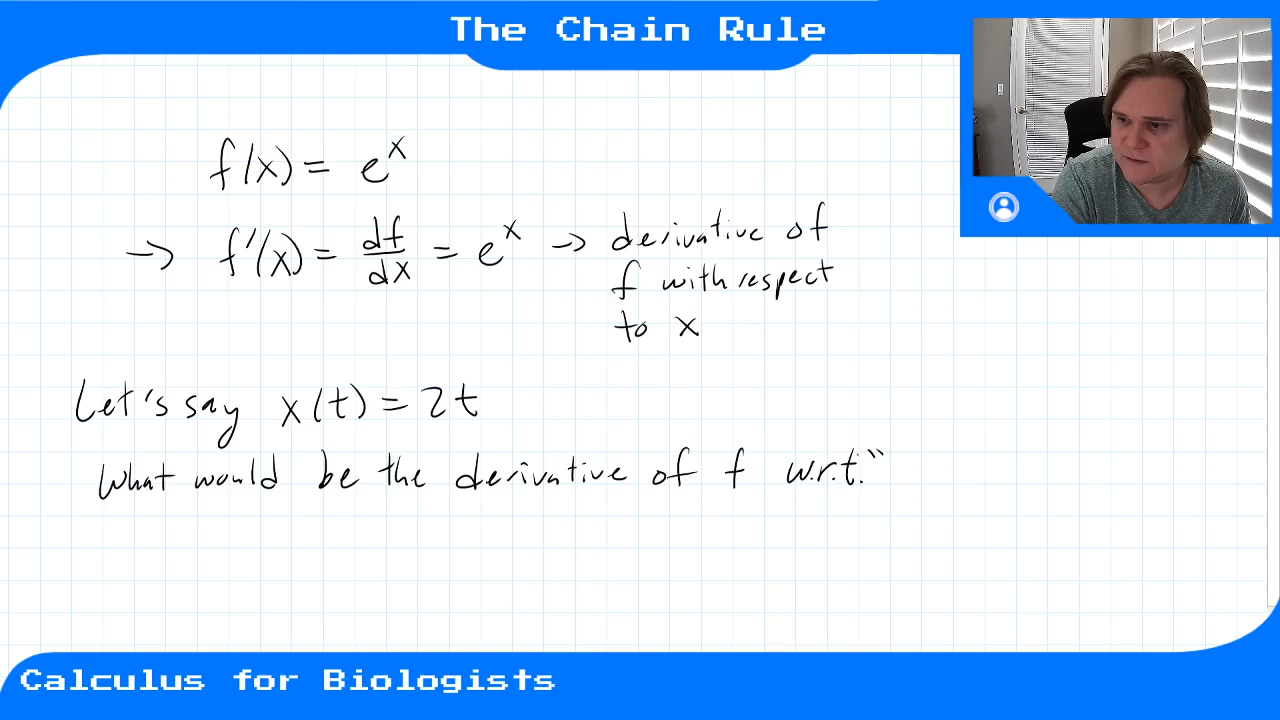 The Chain Rule
f(x) = e^x
→ f'(x) = df/dx = e^x → derivative of
f with respect
to x
Let's say x(t) = 2t
What would be the derivative of f w.r.t."
Calculus for Biologists